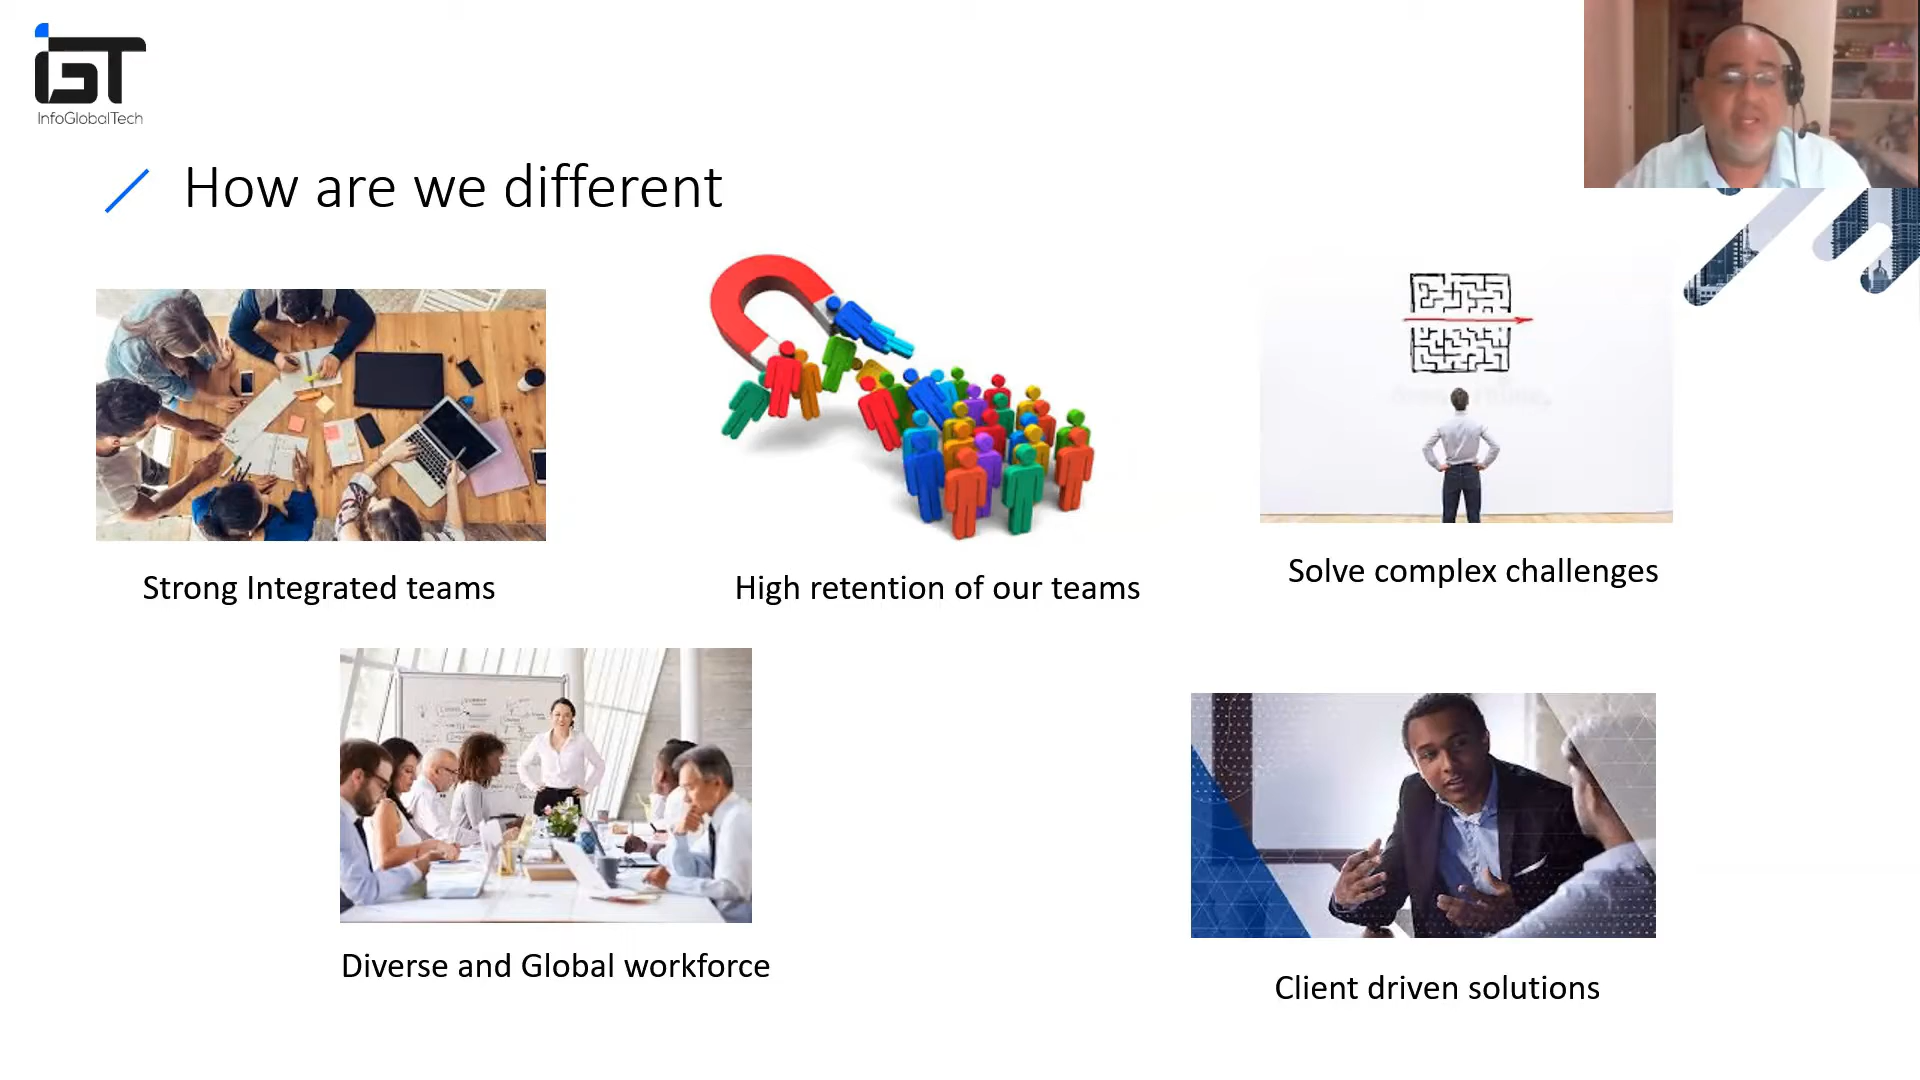 InfoGlobalTech
How are we different
Strong Integrated teams
High retention of our teams
Solve complex challenges
Diverse and Global workforce
Client driven solutions